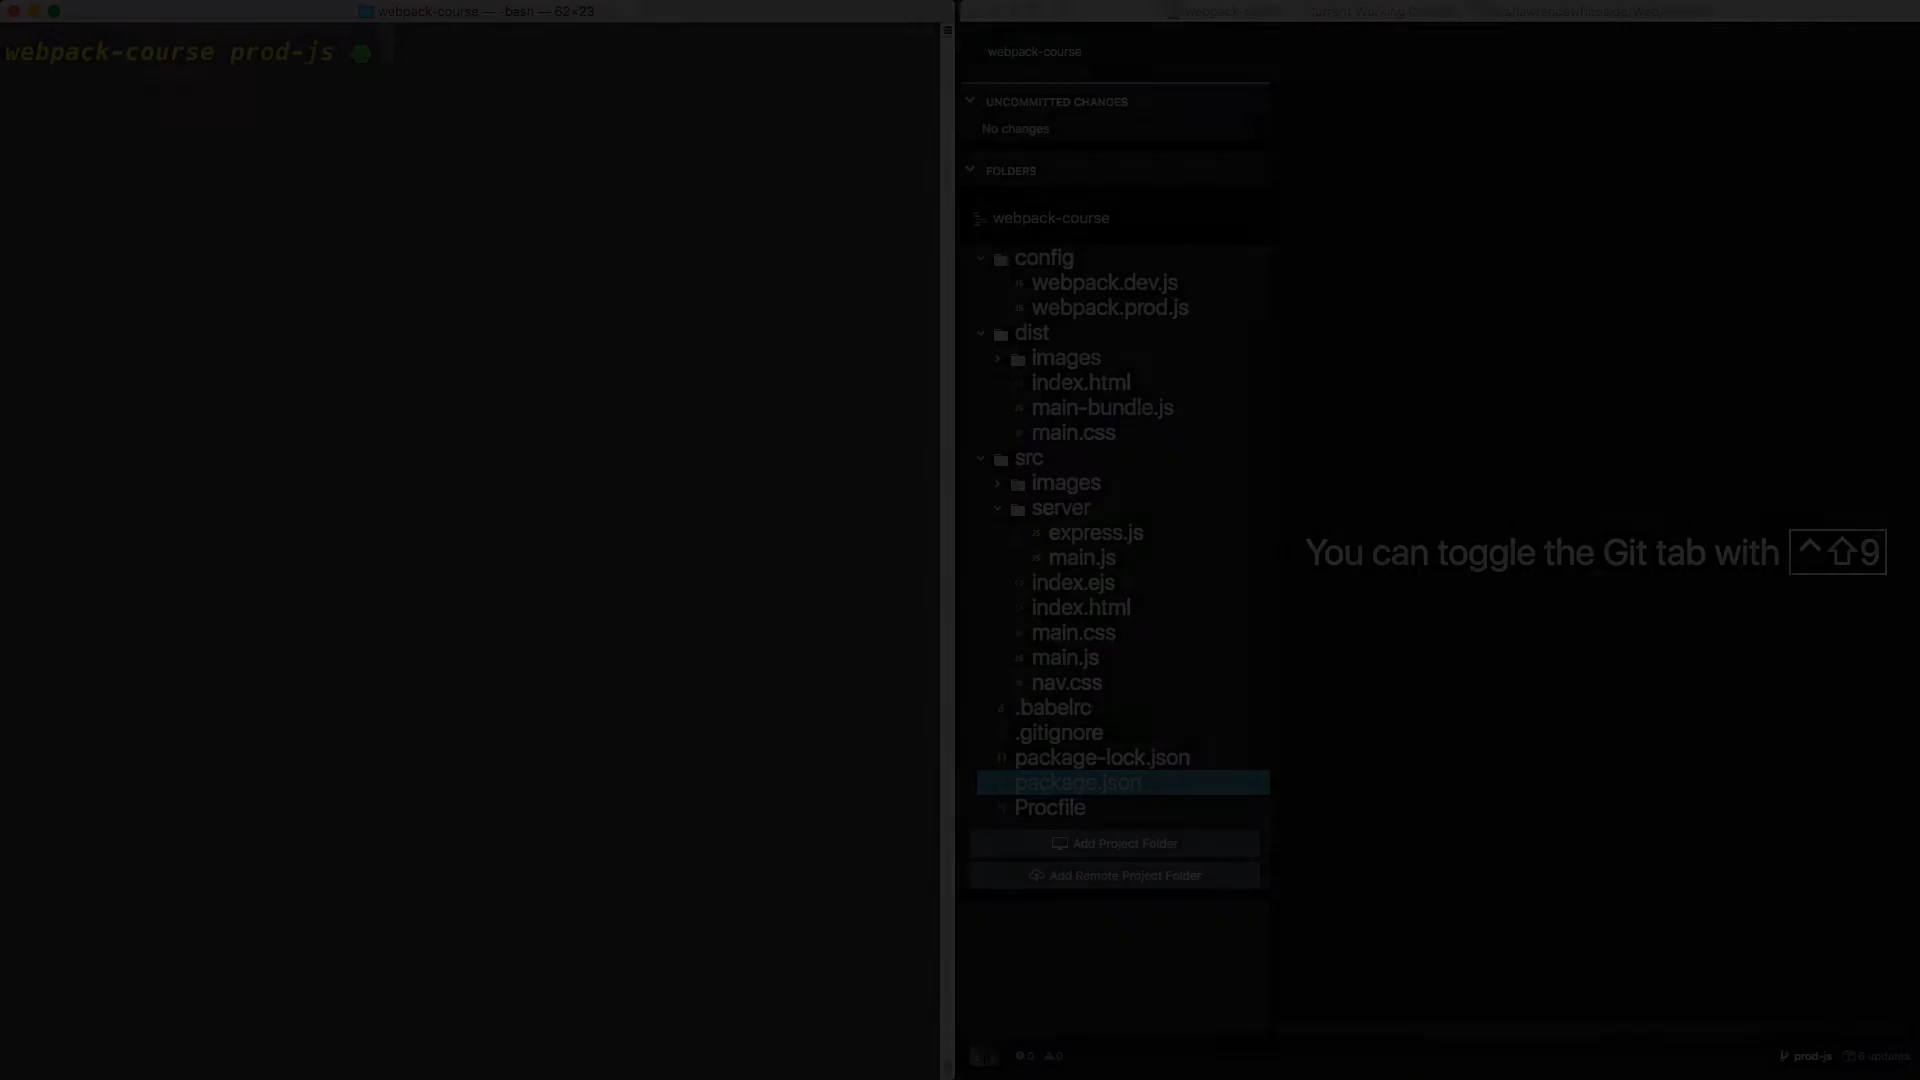 webpack-course — -bash — 62×23
webpack-course prod-js
webpack-course
UNCOMMITTED CHANGES
No changes
FOLDERS
webpack-course
config
webpack.dev.js
webpack.prod.js
dist
images
index.html
main-bundle.js
main.css
src
images
server
express.js
main.js
index.ejs
index.html
main.css
main.js
nav.css
.babelrc
.gitignore
package-lock.json
package.json
Procfile
Add Project Folder
Add Remote Project Folder
You can toggle the Git tab with ^⇧9
0 0
prod-js 6 updates